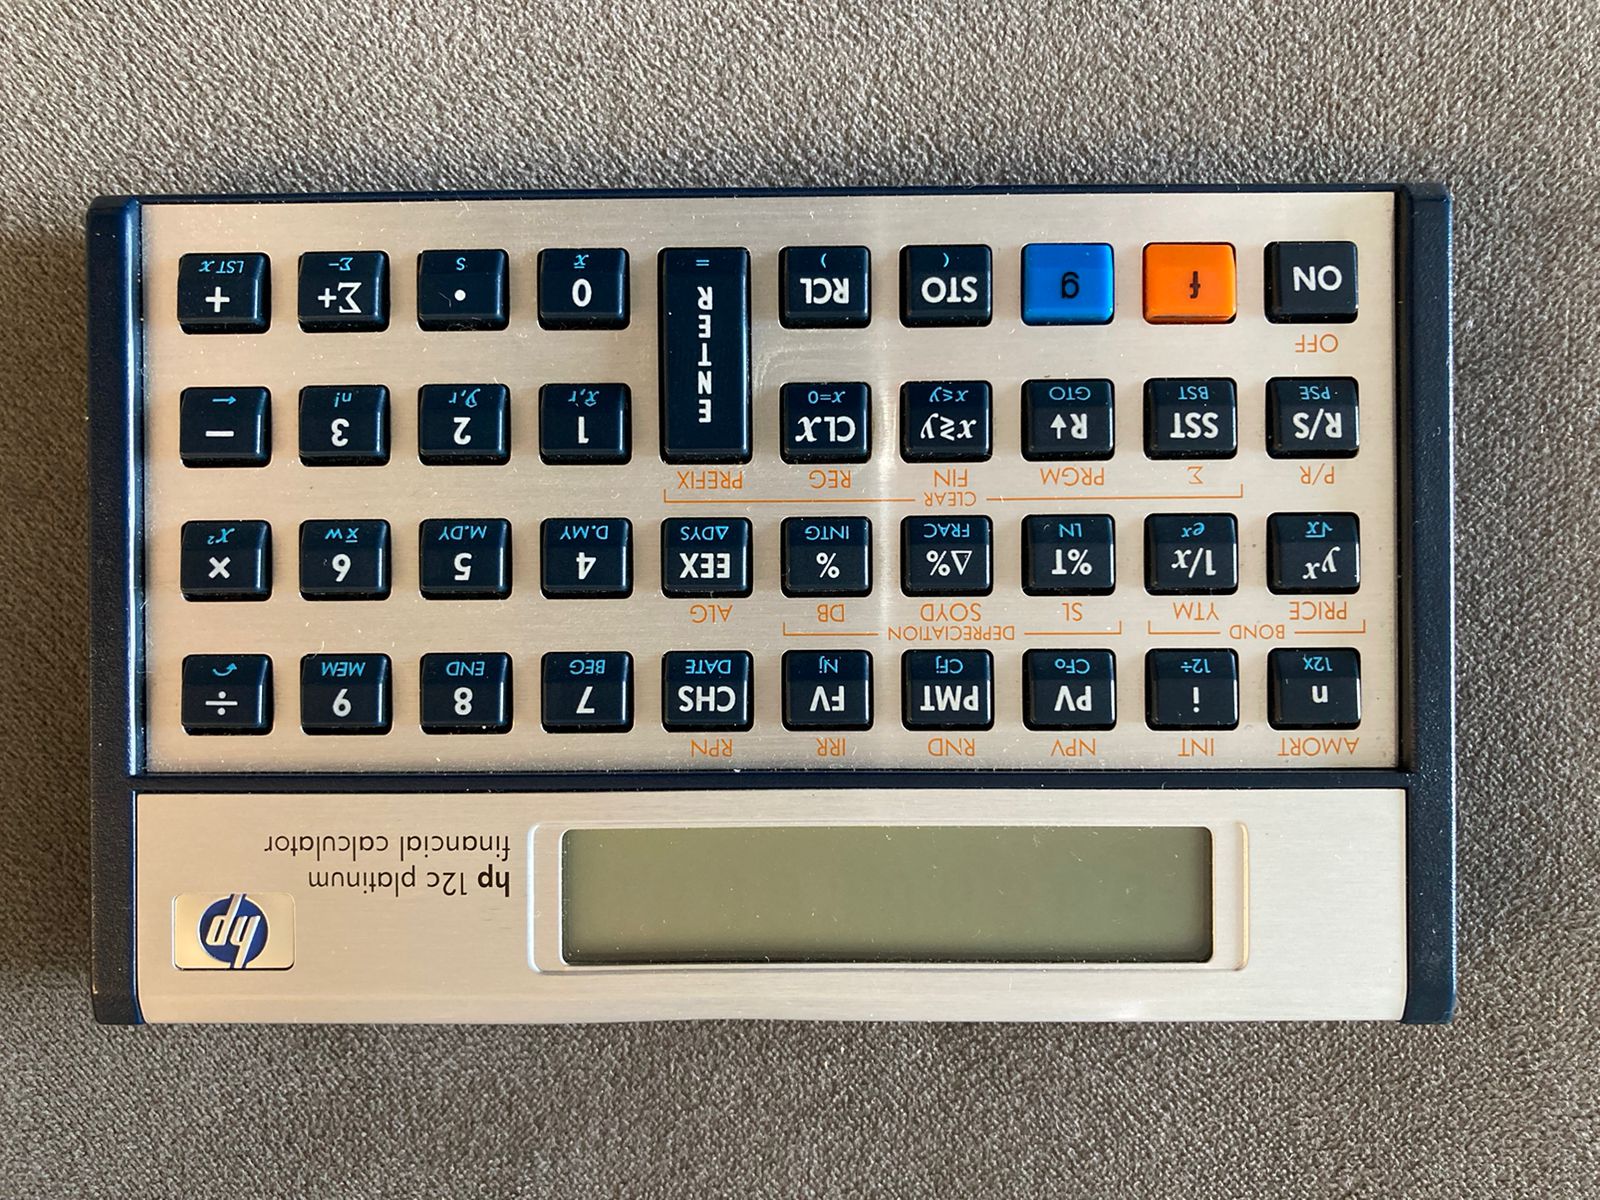 hp 12c platinum
financial calculator
hp
AMORT INT NPV RND IRR RPN
n i PV PMT FV CHS 7 8 9 ÷
12x 12÷ CFo CFj Nj DATE BEG END MEM
BOND DEPRECIATION
PRICE YTM SL SOYD DB ALG
yˣ 1/x %T Δ% % EEX 4 5 6 ×
√x eˣ LN FRAC INTG ΔDYS D.MY M.DY x̄w x²
CLEAR
P/R Σ PRGM FIN REG PREFIX
R/S SST R↓ x≷y CLx ENTER 1 2 3 −
PSE BST GTO x≤y x=0 x̂,r ŷ,r n! ←
OFF
ON f g STO RCL 0 • Σ+ +
( ) = x̄ s Σ− LST x